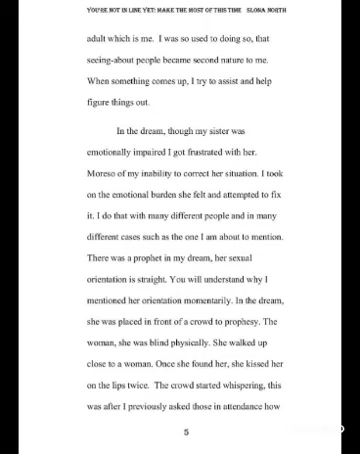 YOU'RE NOT IN LINE YET: MAKE THE MOST OF THIS TIME SLONA NORTH
adult which is me. I was so used to doing so, that
seeing-about people became second nature to me.
When something comes up, I try to assist and help
figure things out.
In the dream, though my sister was
emotionally impaired I got frustrated with her.
Moreso of my inability to correct her situation. I took
on the emotional burden she felt and attempted to fix
it. I do that with many different people and in many
different cases such as the one I am about to mention.
There was a prophet in my dream, her sexual
orientation is straight. You will understand why I
mentioned her orientation momentarily. In the dream,
she was placed in front of a crowd to prophesy. The
woman, she was blind physically. She walked up
close to a woman. Once she found her, she kissed her
on the lips twice. The crowd started whispering, this
was after I previously asked those in attendance how
5